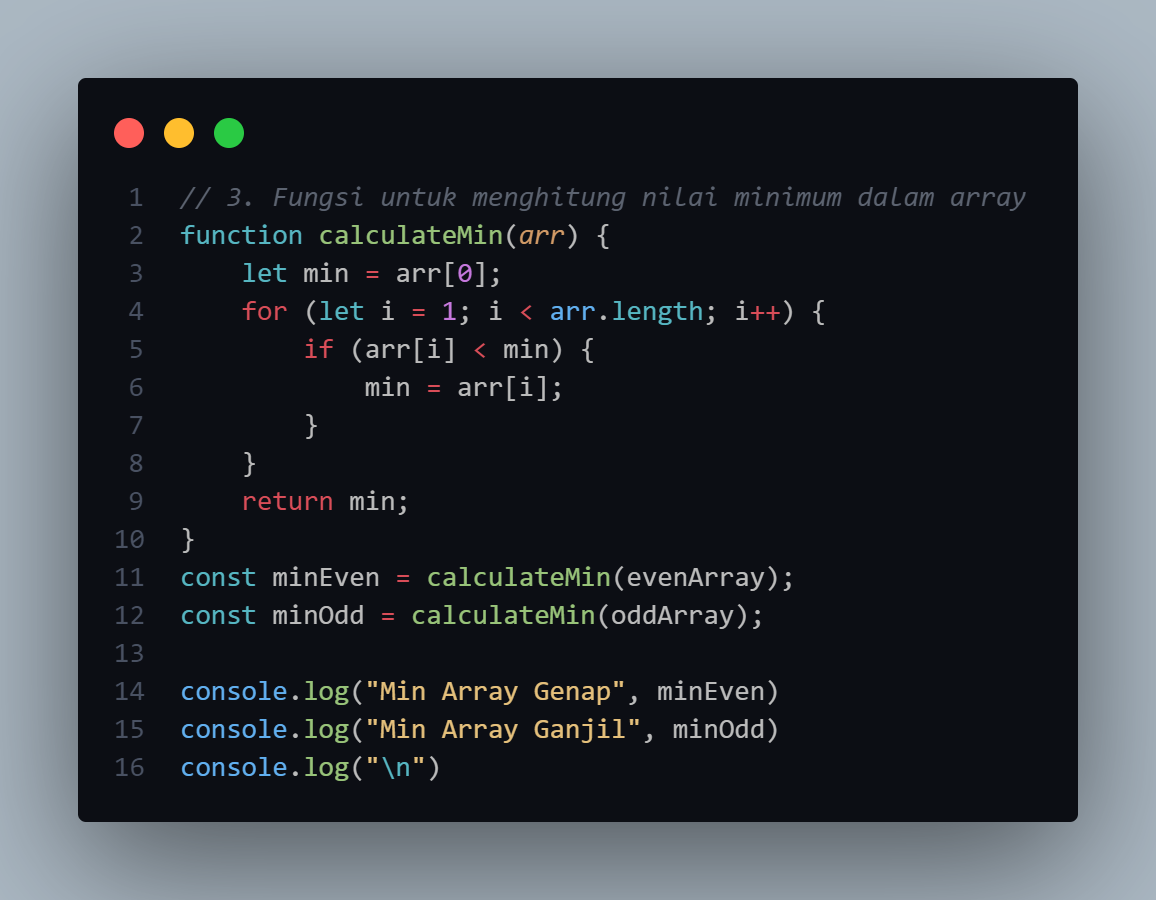 1 // 3. Fungsi untuk menghitung nilai minimum dalam array
2 function calculateMin(arr) {
3     let min = arr[0];
4     for (let i = 1; i < arr.length; i++) {
5         if (arr[i] < min) {
6             min = arr[i];
7         }
8     }
9     return min;
10 }
11 const minEven = calculateMin(evenArray);
12 const minOdd = calculateMin(oddArray);
13
14 console.log("Min Array Genap", minEven)
15 console.log("Min Array Ganjil", minOdd)
16 console.log("\n")